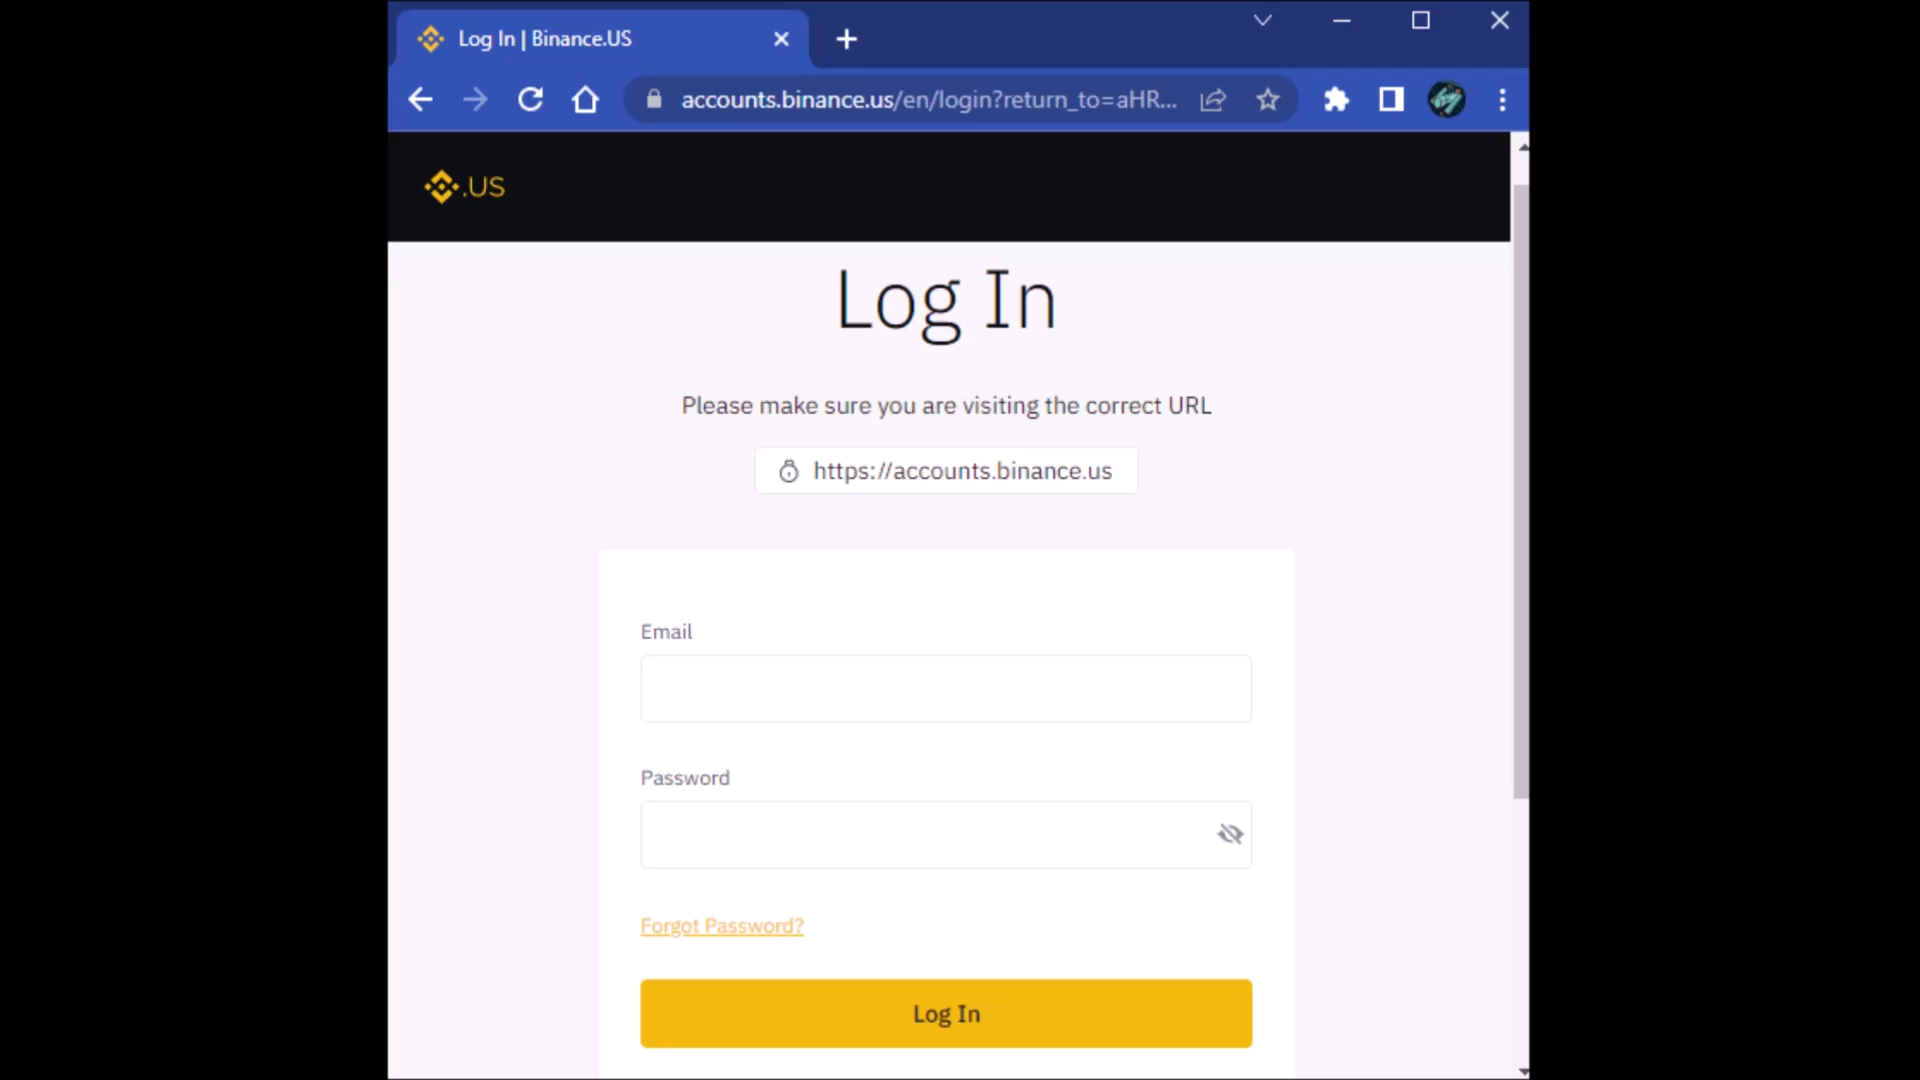 Log In | Binance.US
accounts.binance.us/en/login?return_to=aHR...
.US
Log In
Please make sure you are visiting the correct URL
https://accounts.binance.us
Email
Password
Forgot Password?
Log In